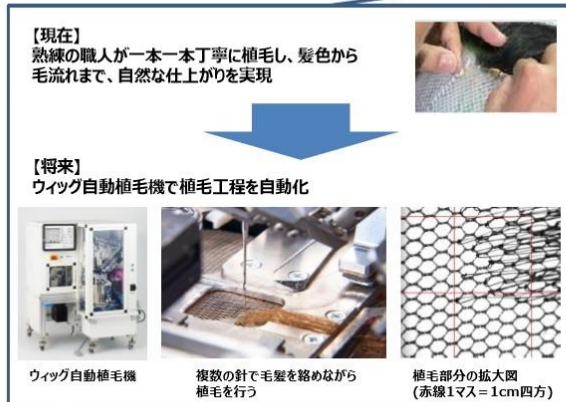 【現在】
熟練の職人が一本一本丁寧に植毛し、髪色から
毛流れまで、自然な仕上がりを実現
【将来】
ウィッグ自動植毛機で植毛工程を自動化
ウィッグ自動植毛機
複数の針で毛髪を絡めながら
植毛を行う
植毛部分の拡大図
(赤線1マス＝1cm四方)